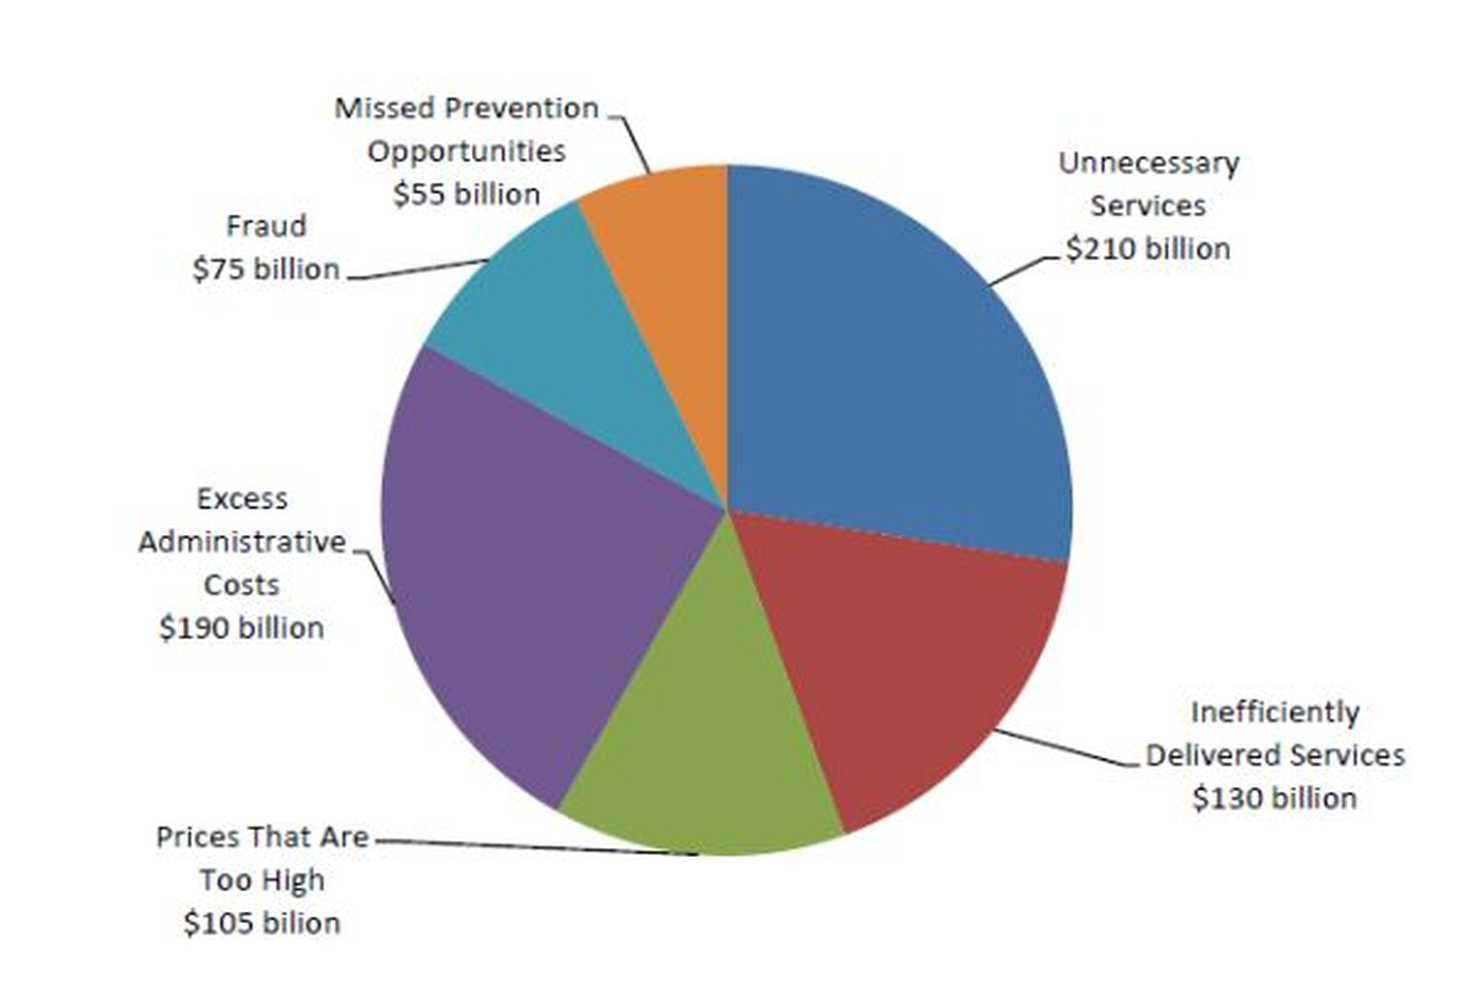 Missed Prevention
Opportunities
$55 billion
Unnecessary
Services
$210 billion
Fraud
$75 billion
Excess
Administrative
Costs
$190 billion
Inefficiently
Delivered Services
$130 billion
Prices That Are
Too High
$105 bilion